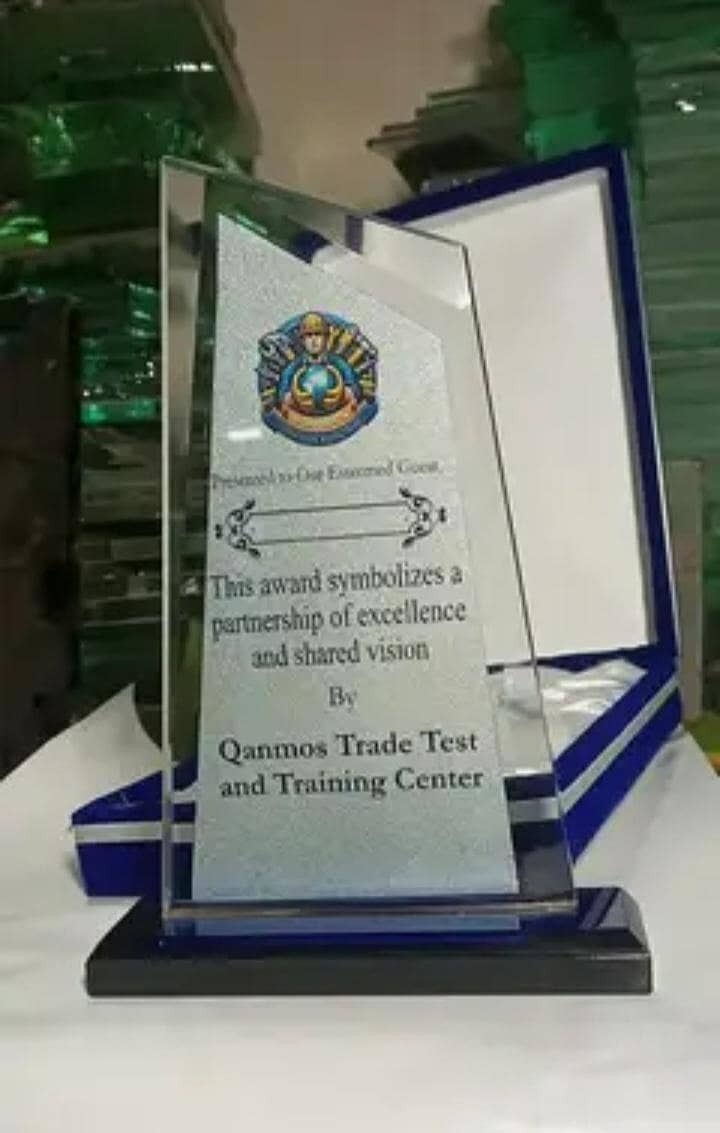 Presented to Our Esteemed Guest
This award symbolizes a
partnership of excellence
and shared vision
By
Qanmos Trade Test
and Training Center